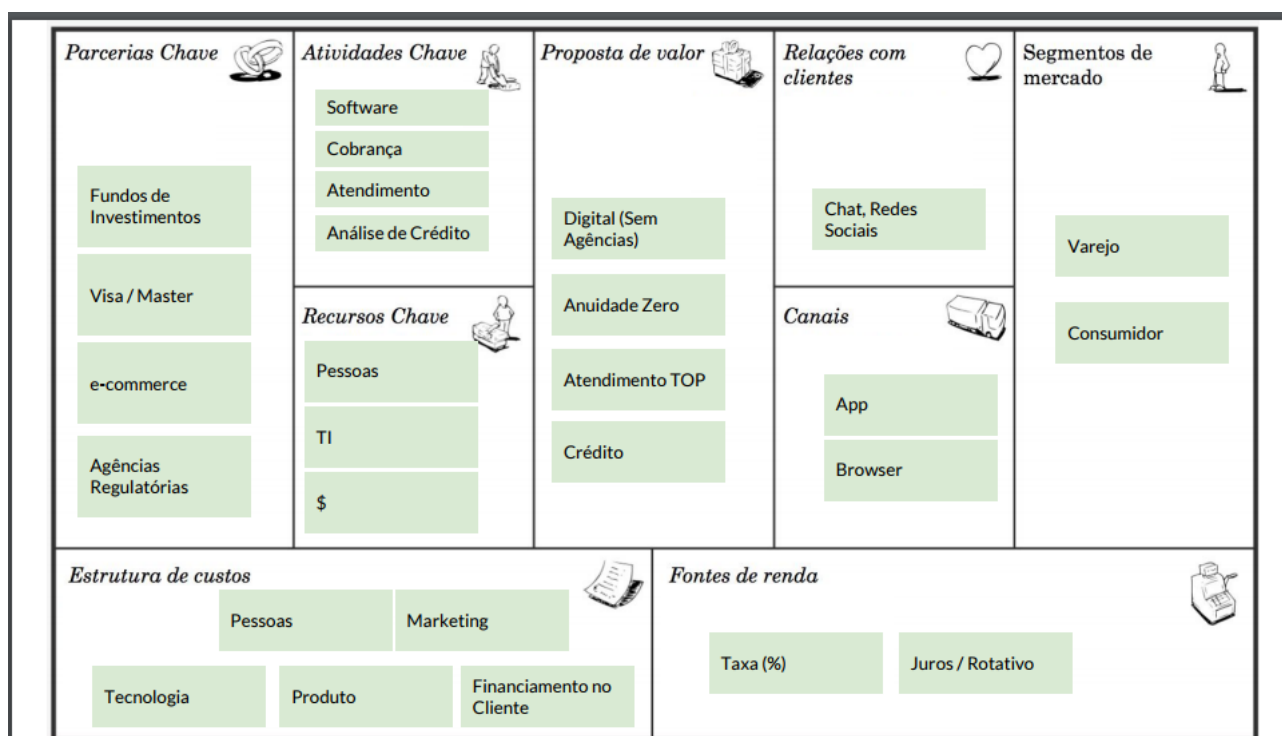 Parcerias Chave
Fundos de
Investimentos
Visa / Master
e-commerce
Agências
Regulatórias
Atividades Chave
Software
Cobrança
Atendimento
Análise de Crédito
Recursos Chave
Pessoas
TI
$
Proposta de valor
Digital (Sem
Agências)
Anuidade Zero
Atendimento TOP
Crédito
Relações com
clientes
Chat, Redes
Sociais
Canais
App
Browser
Segmentos de
mercado
Varejo
Consumidor
Estrutura de custos
Pessoas
Marketing
Tecnologia
Produto
Financiamento no
Cliente
Fontes de renda
Taxa (%)
Juros / Rotativo